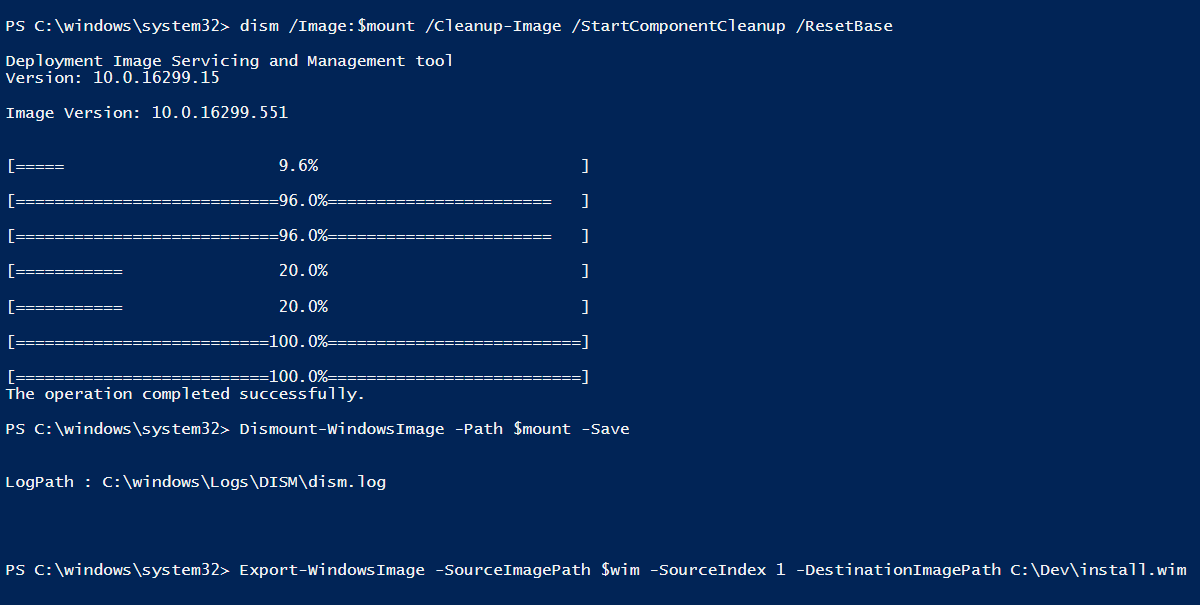 PS C:\windows\system32> dism /Image:$mount /Cleanup-Image /StartComponentCleanup /ResetBase
Deployment Image Servicing and Management tool
Version: 10.0.16299.15
Image Version: 10.0.16299.551
[===== 9.6% ]
[===========================96.0%======================= ]
[===========================96.0%======================= ]
[=========== 20.0% ]
[=========== 20.0% ]
[==========================100.0%==========================]
[==========================100.0%==========================]
The operation completed successfully.
PS C:\windows\system32> Dismount-WindowsImage -Path $mount -Save
LogPath : C:\windows\Logs\DISM\dism.log
PS C:\windows\system32> Export-WindowsImage -SourceImagePath $wim -SourceIndex 1 -DestinationImagePath C:\Dev\install.wim